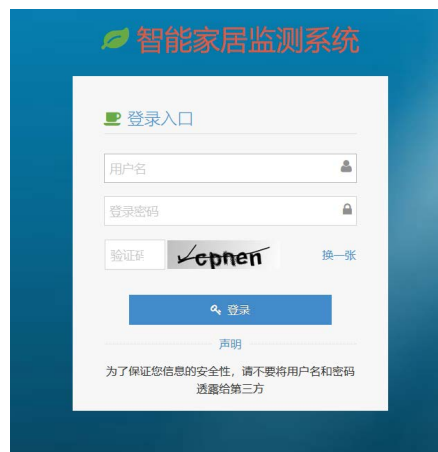 智能家居监测系统
登录入口
用户名
登录密码
验证码 换一张
登录
声明
为了保证您信息的安全性，请不要将用户名和密码
透露给第三方